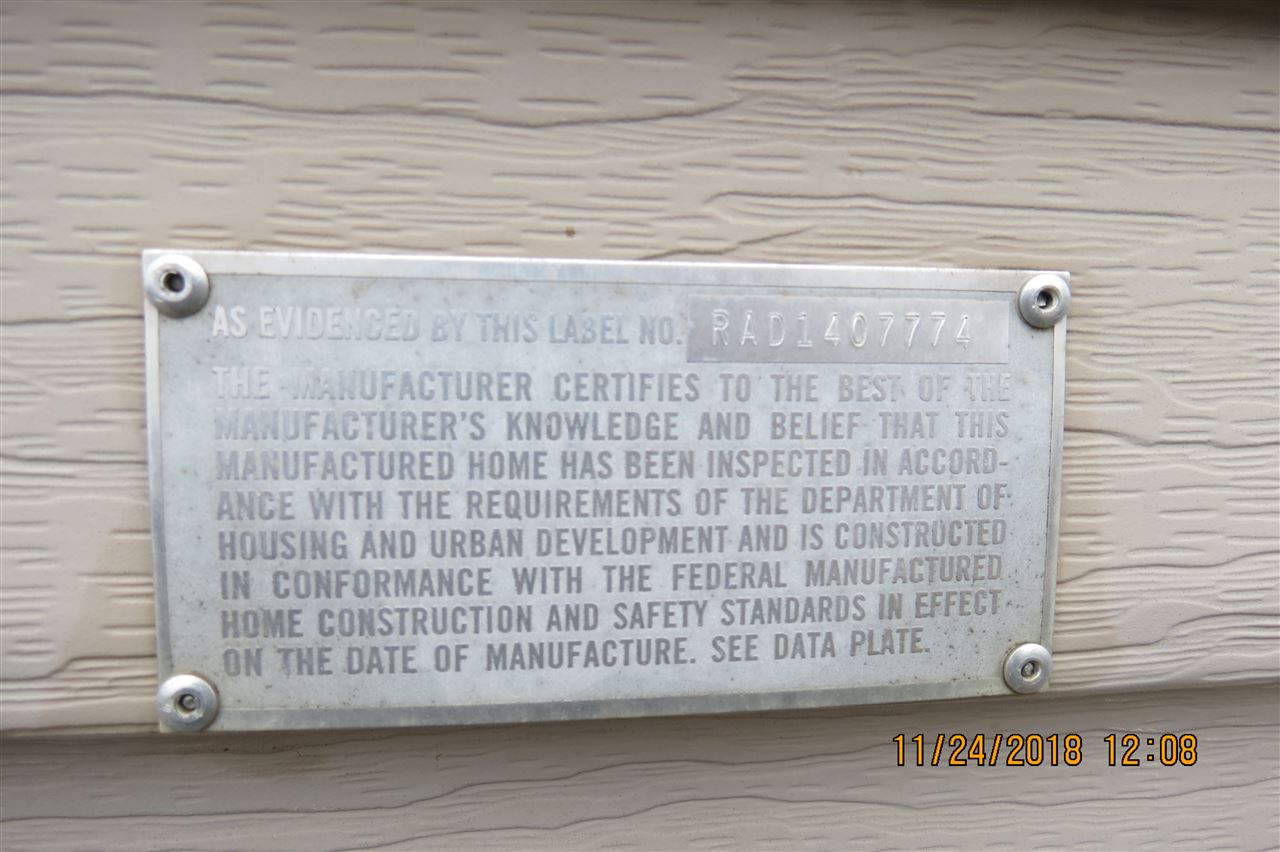 AS EVIDENCED BY THIS LABEL NO. RAD1407774
THE MANUFACTURER CERTIFIES TO THE BEST OF THE
MANUFACTURER'S KNOWLEDGE AND BELIEF THAT THIS
MANUFACTURED HOME HAS BEEN INSPECTED IN ACCORD-
ANCE WITH THE REQUIREMENTS OF THE DEPARTMENT OF
HOUSING AND URBAN DEVELOPMENT AND IS CONSTRUCTED
IN CONFORMANCE WITH THE FEDERAL MANUFACTURED
HOME CONSTRUCTION AND SAFETY STANDARDS IN EFFECT
ON THE DATE OF MANUFACTURE. SEE DATA PLATE.
11/24/2018 12:08